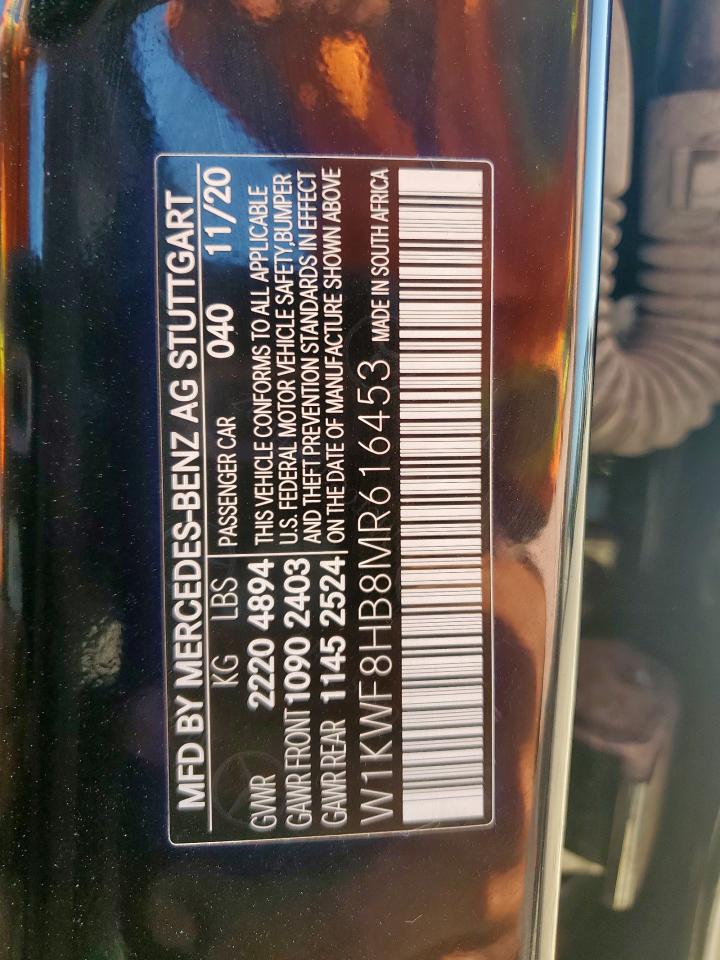 MFD BY MERCEDES-BENZ AG STUTTGART
KG LBS PASSENGER CAR 040 11/20
GVWR 2220 4894 THIS VEHICLE CONFORMS TO ALL APPLICABLE
GAWR FRONT 1090 2403 U.S. FEDERAL MOTOR VEHICLE SAFETY,BUMPER
GAWR REAR 1145 2524 AND THEFT PREVENTION STANDARDS IN EFFECT
ON THE DATE OF MANUFACTURE SHOWN ABOVE
W1KWF8HB8MR616453 MADE IN SOUTH AFRICA